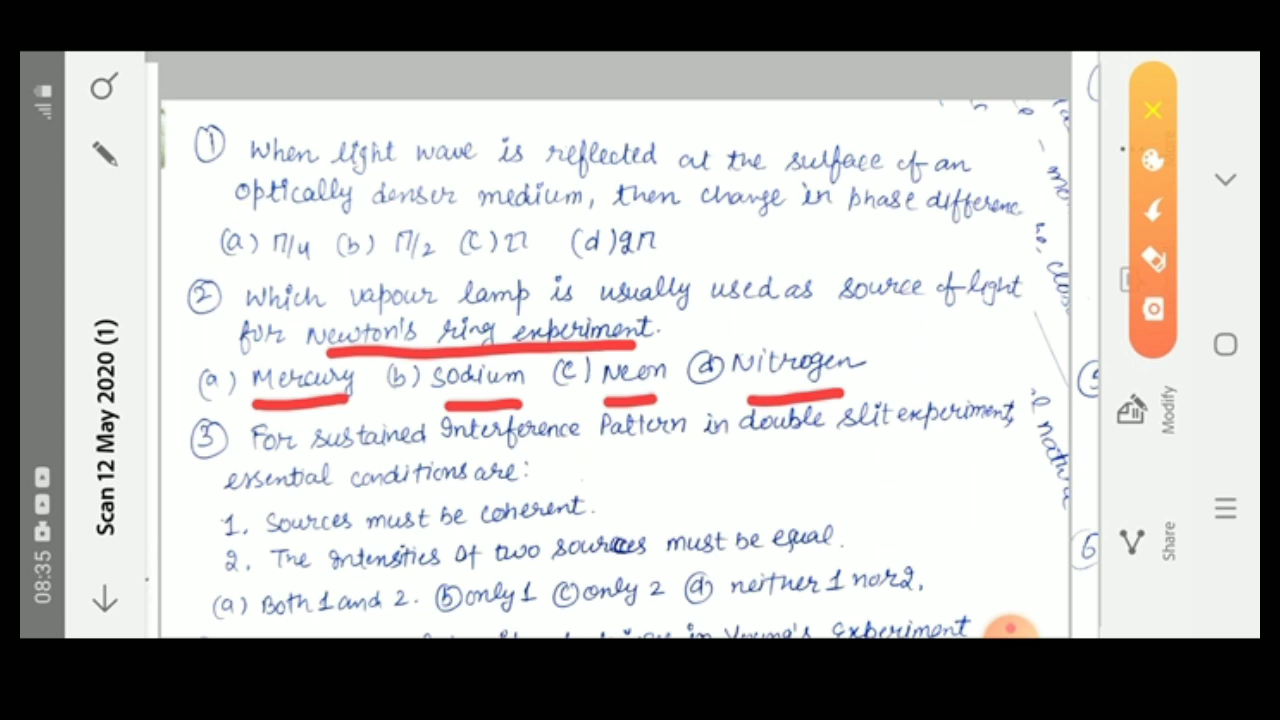 ① When light wave is reflected at the surface of an
optically denser medium, then change in phase difference
(a) π/4 (b) π/2 (c) π (d) 2π
② Which vapour lamp is usually used as source of light
for Newton's ring experiment.
(a) Mercury (b) Sodium (c) Neon ⓓ Nitrogen
③ For sustained Interference Pattern in double slit experiment,
essential conditions are:
1. Sources must be coherent.
2. The Intensities of two sources must be equal.
(a) Both 1 and 2. ⓑ only 1 ⓒ only 2 ⓓ neither 1 nor 2.
in Young's Experiment
Scan 12 May 2020 (1)
08:35
Modify
Share